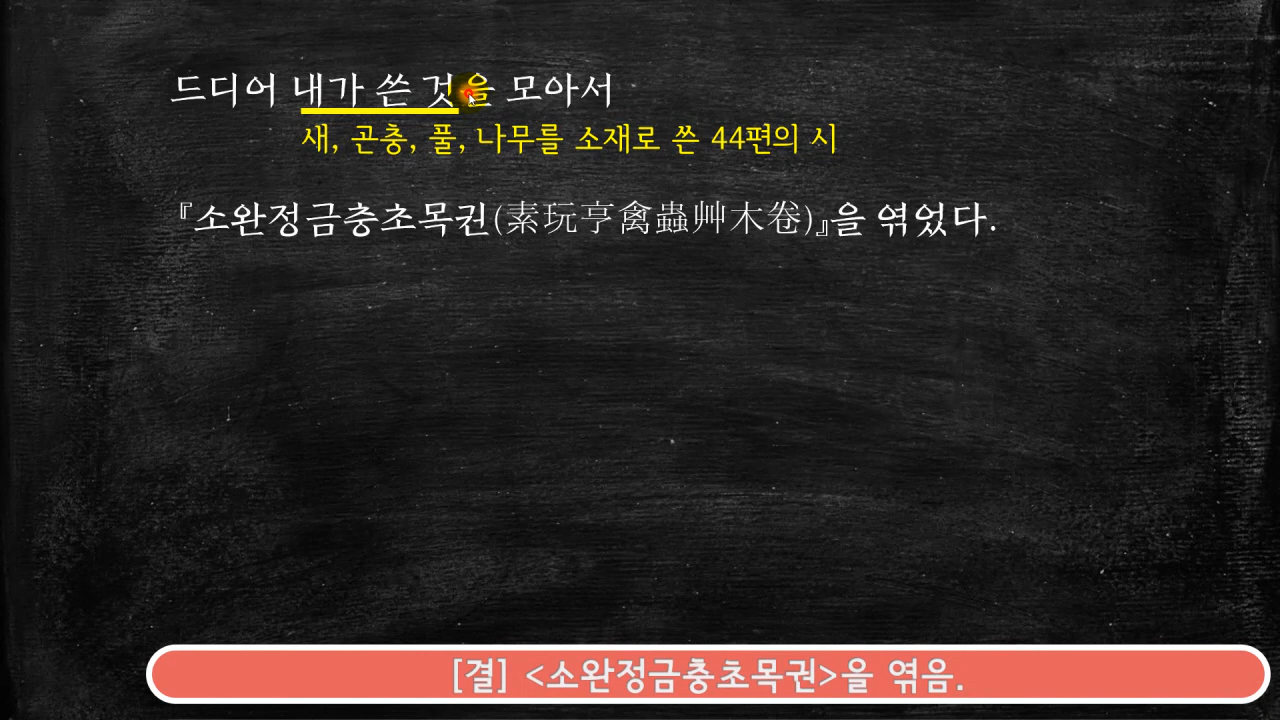 드디어 내가 쓴 것을 모아서
새, 곤충, 풀, 나무를 소재로 쓴 44편의 시
『소완정금충초목권(素玩亨禽蟲艸木卷)』을 엮었다.
[결] <소완정금충초목권>을 엮음.